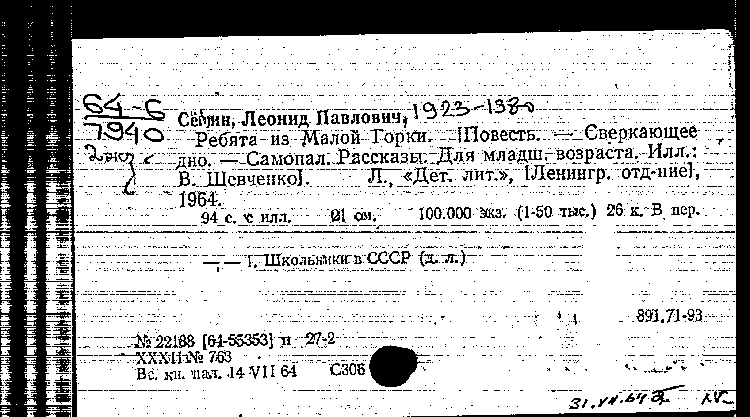 64-6
7940
2 экз
Сёмин, Леонид Павлович, 1923-1980
Ребята из Малой Горки. [Повесть. — Сверкающее
дно. — Самопал. Рассказы. Для младш. возраста. Илл.:
В. Шевченко]. Л., «Дет. лит.», [Ленингр. отд-ние],
1964.
94 с. с илл. 21 см. 100.000 экз. (1-50 тыс.) 26 к. В пер.
— — 1. Школьники в СССР (д. л.)
891.71-93
№ 22188 [64-55353] п 27-2
№ 763
Вс. кн. пал. 14 VII 64 С306
31.VII.64